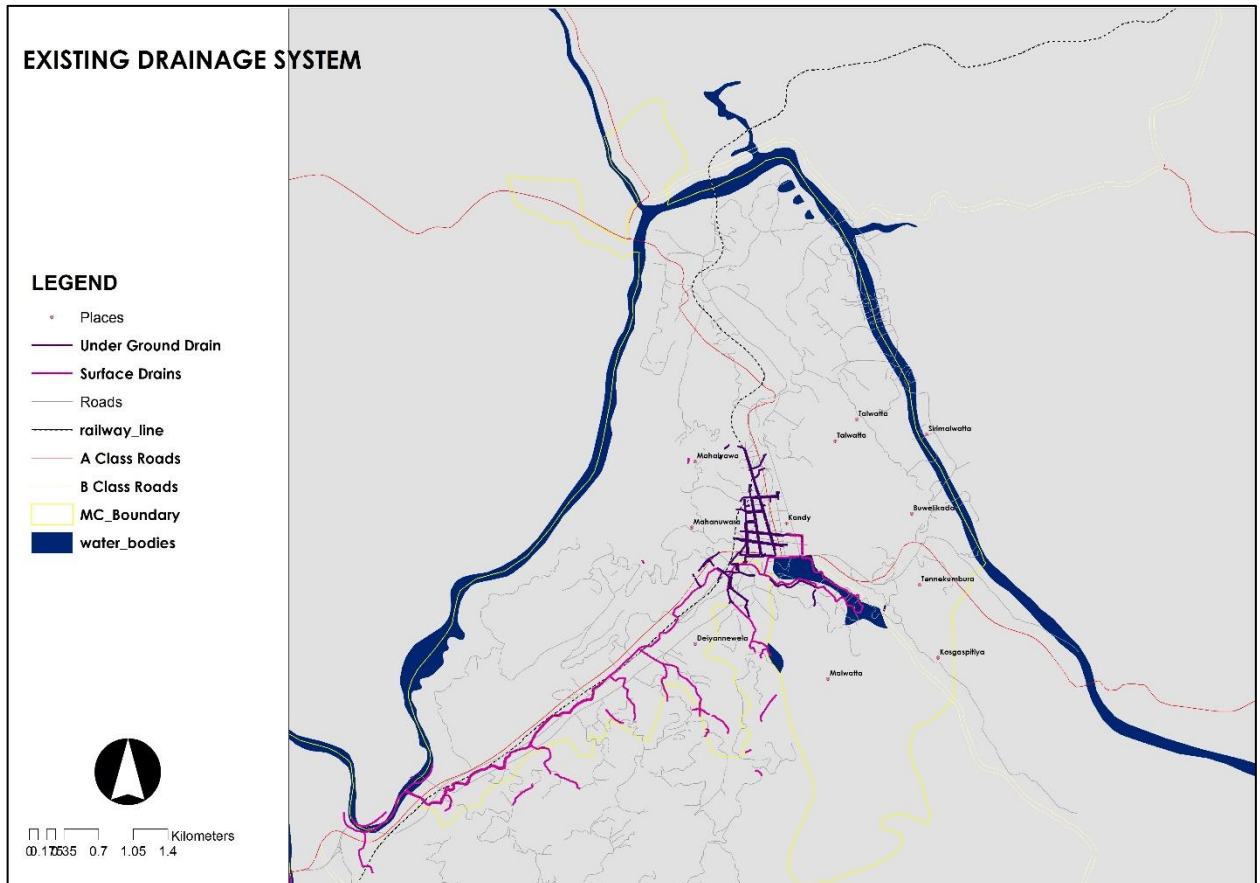 EXISTING DRAINAGE SYSTEM
LEGEND
Places
Under Ground Drain
Surface Drains
Roads
railway_line
A Class Roads
B Class Roads
MC_Boundary
water_bodies
Kilometers
0.7 1.05 1.4
Talwatta
Talwatta
Sirimalwatta
Mahaiyawa
Buwelikada
Mahanuwara
Kandy
Tennekumbura
Deiyannewela
Kosgaspitiya
Malwatta